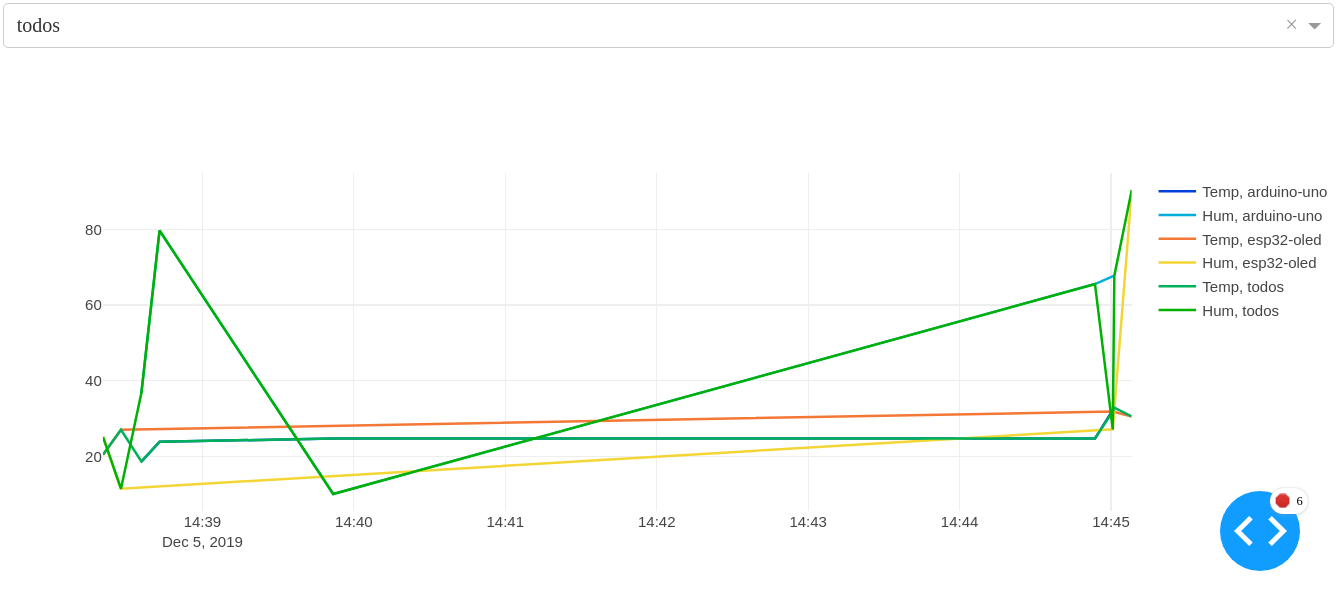 todos
×
80
60
40
20
14:39
14:40
14:41
14:42
14:43
14:44
14:45
Dec 5, 2019
Temp, arduino-uno
Hum, arduino-uno
Temp, esp32-oled
Hum, esp32-oled
Temp, todos
Hum, todos
6